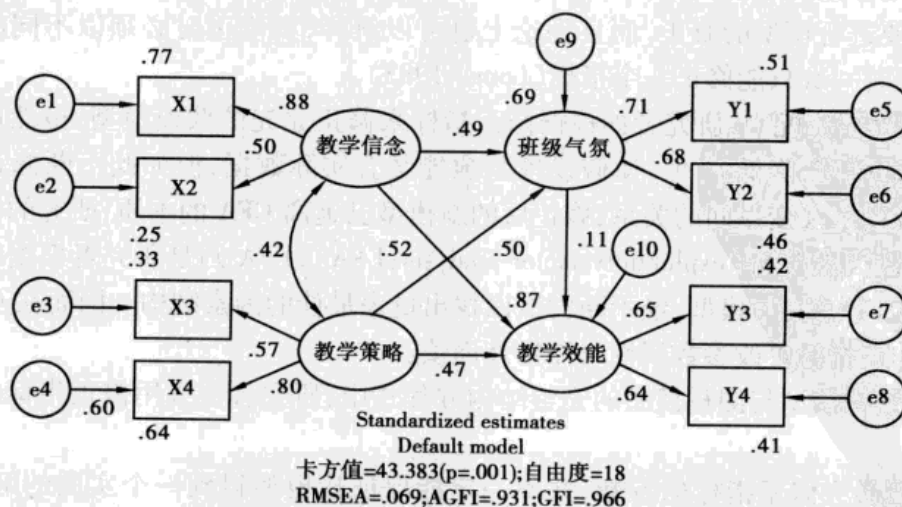 e9
.77
.51
e1
X1
.88
.69
.71
Y1
e5
教学信念
.49
班级气氛
e2
X2
.50
.68
Y2
e6
.25
.33
.42
.52
.50
.11
e10
.46
.42
e3
X3
.57
.87
.65
Y3
e7
教学策略
.47
教学效能
e4
.60
X4
.80
.64
Y4
e8
.64
.41
Standardized estimates
Default model
卡方值=43.383(p=.001);自由度=18
RMSEA=.069;AGFI=.931;GFI=.966